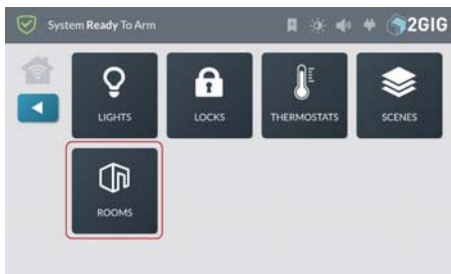 System Ready To Arm
2GIG
LIGHTS
LOCKS
THERMOSTATS
SCENES
ROOMS